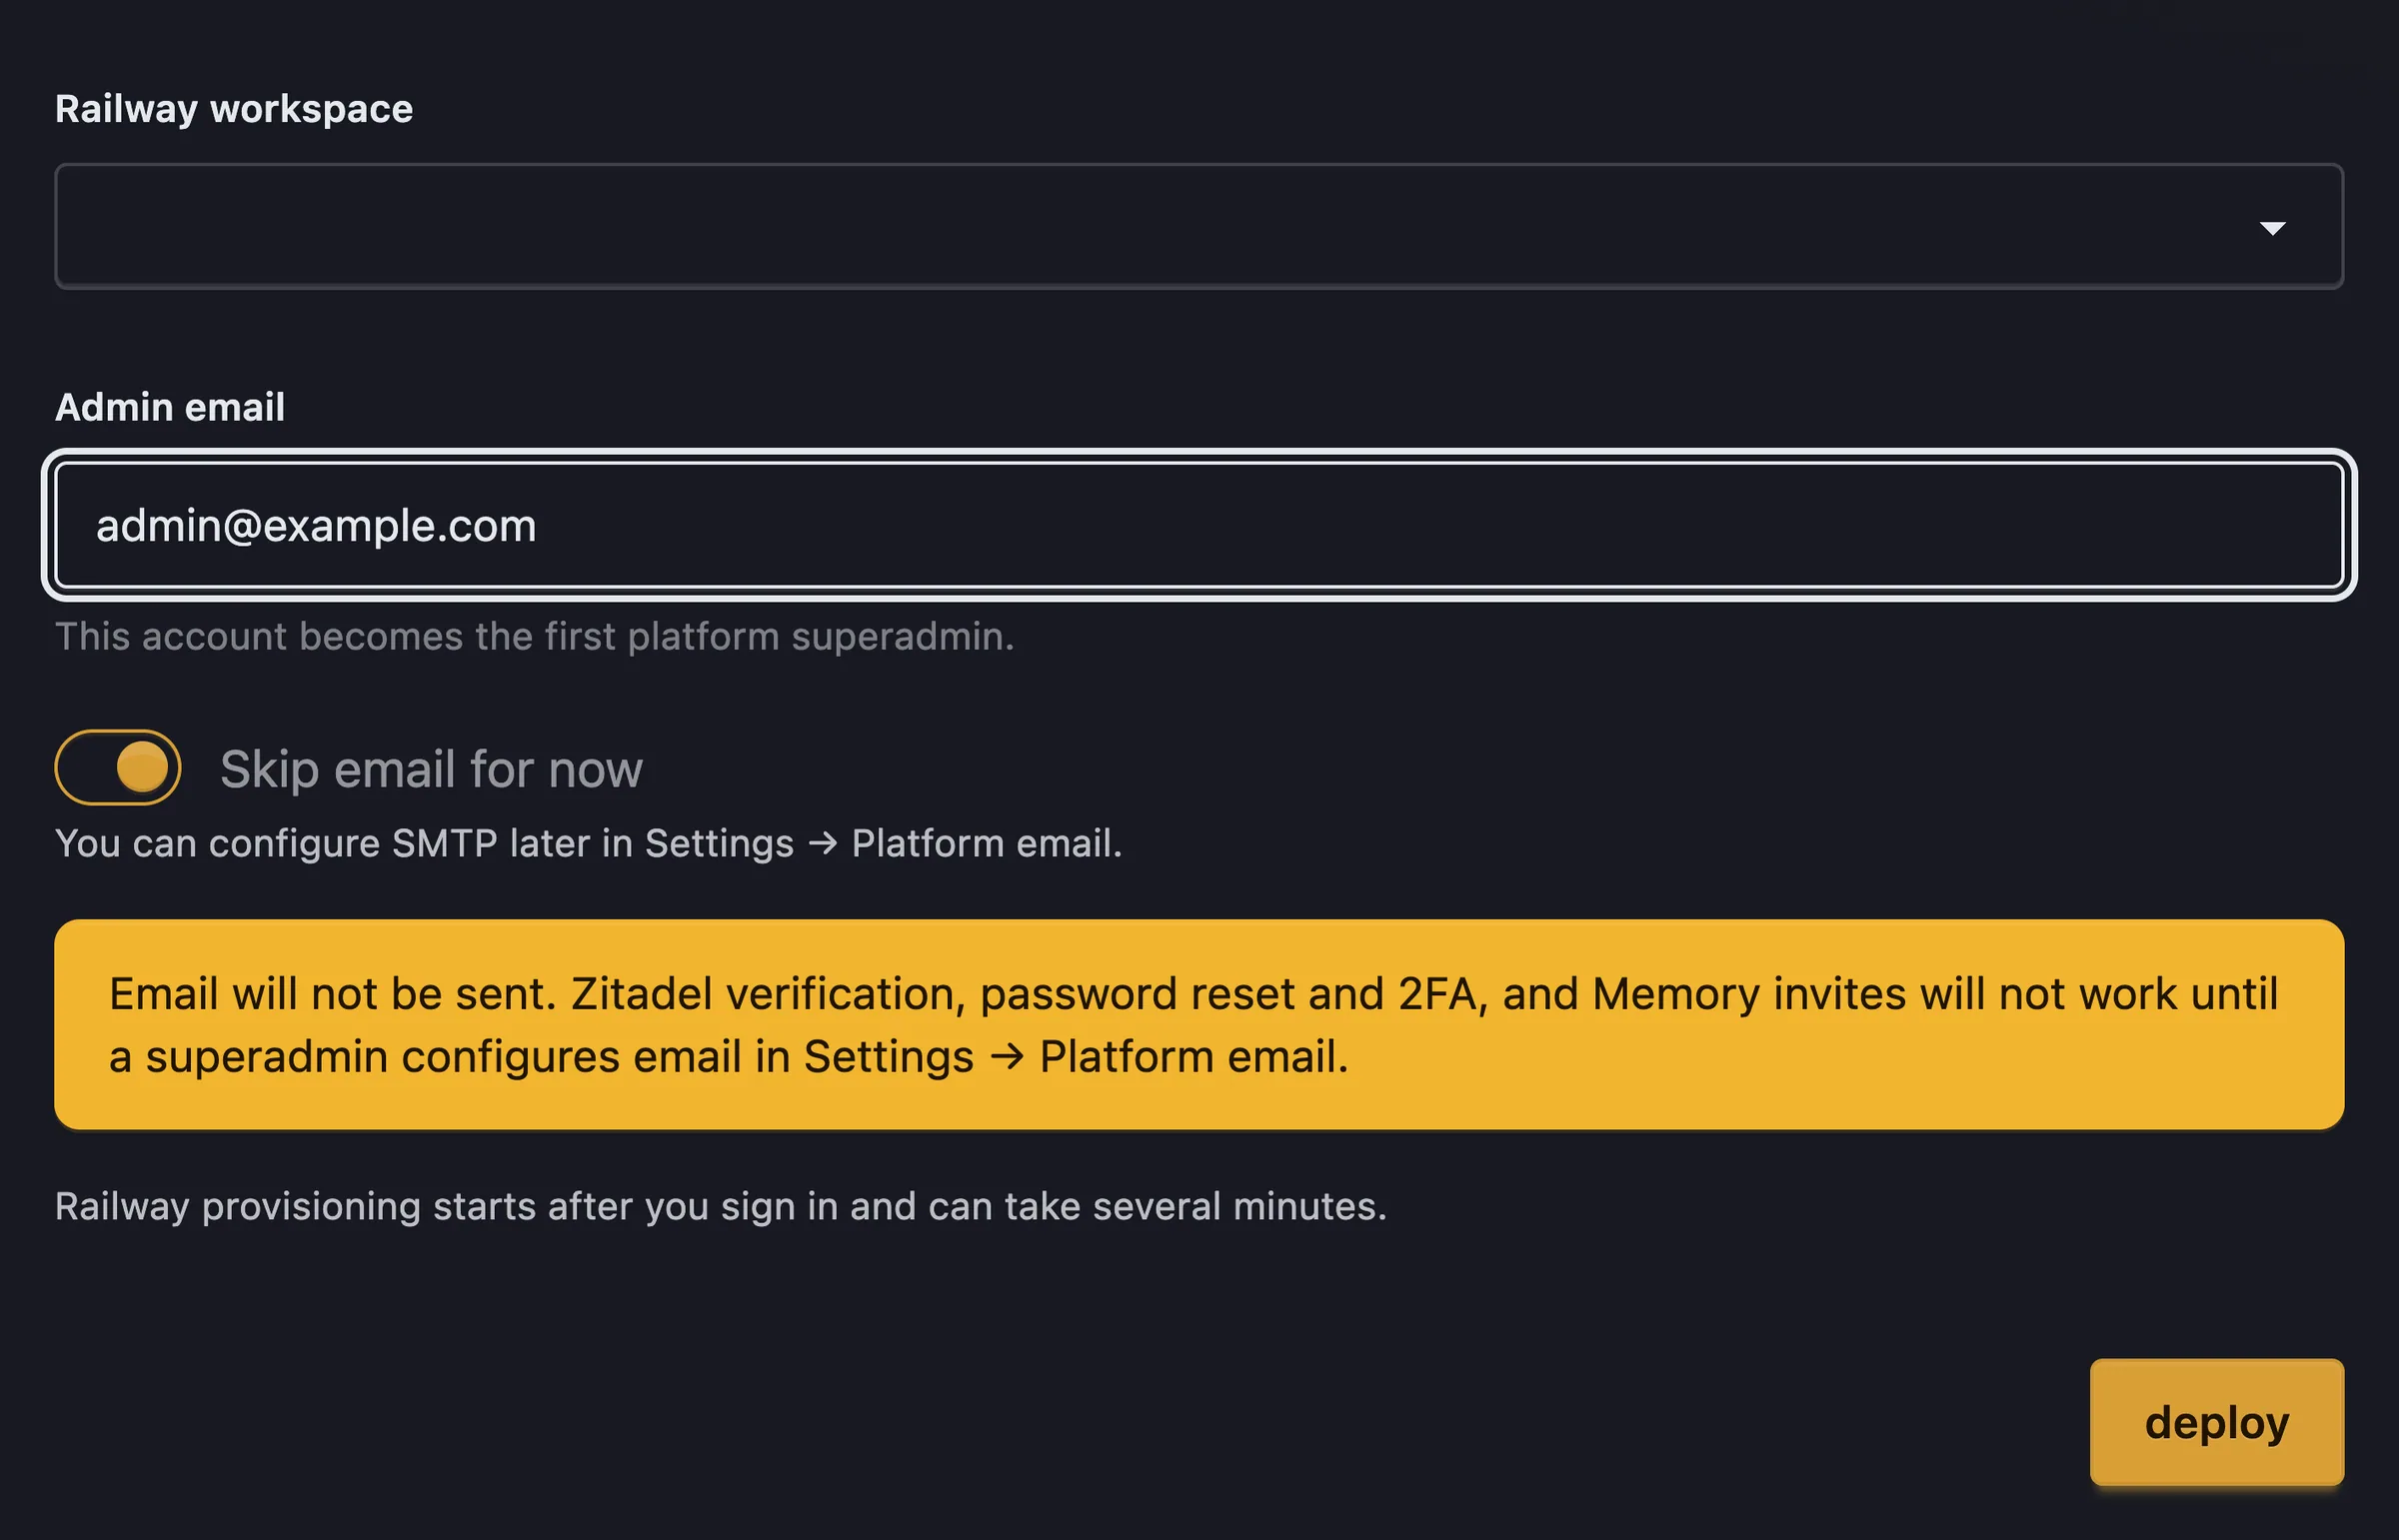 Railway workspace
Admin email
admin@example.com
This account becomes the first platform superadmin.
Skip email for now
You can configure SMTP later in Settings → Platform email.
Email will not be sent. Zitadel verification, password reset and 2FA, and Memory invites will not work until
a superadmin configures email in Settings → Platform email.
Railway provisioning starts after you sign in and can take several minutes.
deploy